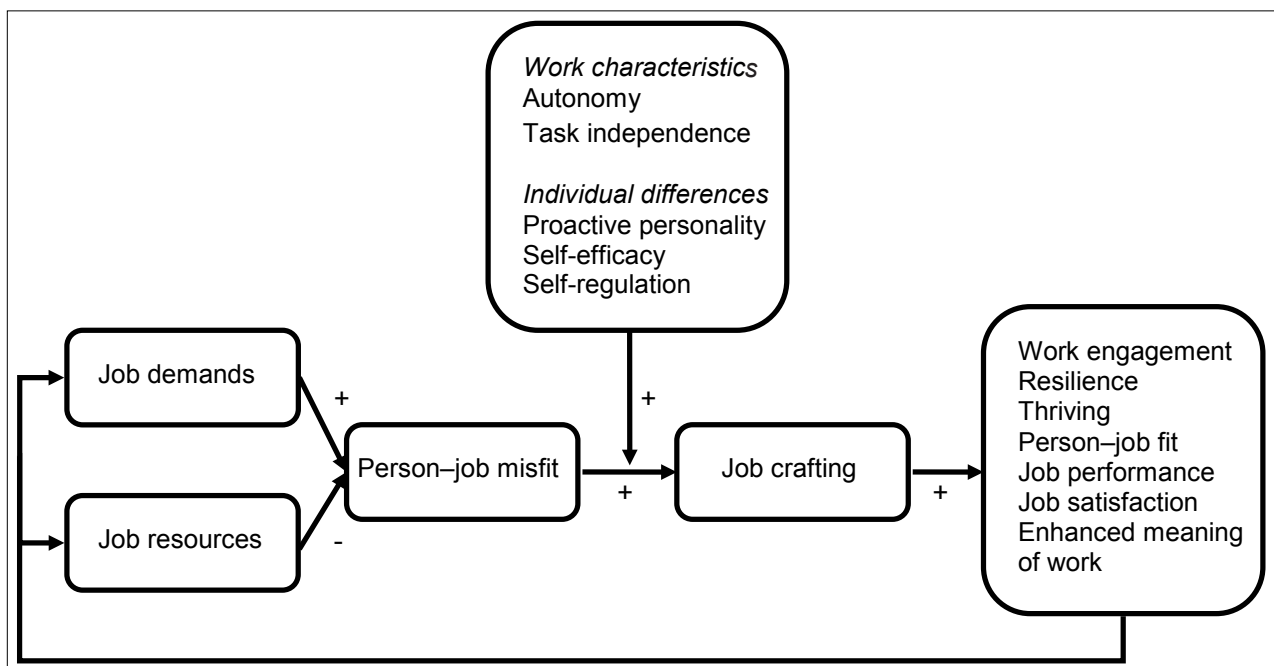 Work characteristics
Autonomy
Task independence
Individual differences
Proactive personality
Self-efficacy
Self-regulation
Job demands
+
+
Work engagement
Resilience
Thriving
Person–job fit
Job performance
Job satisfaction
Enhanced meaning
of work
Person–job misfit
+
Job crafting
+
Job resources
-